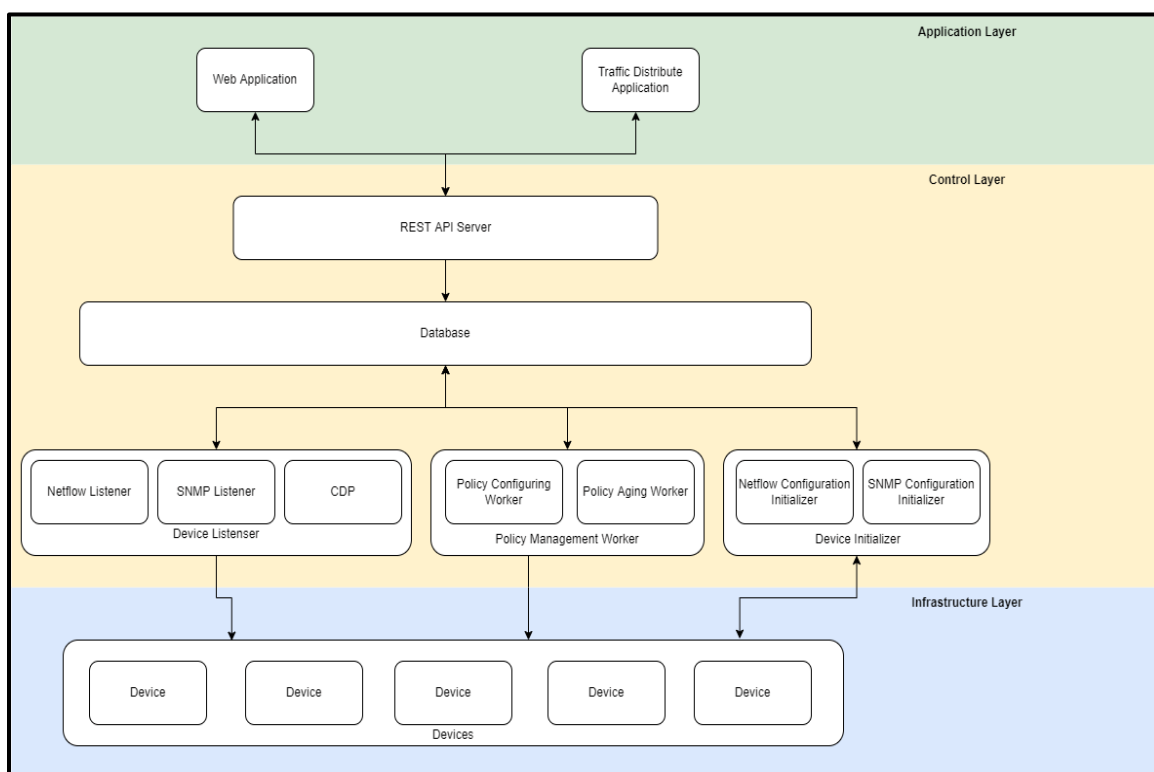 Application Layer
Web Application
Traffic Distribute
Application
Control Layer
REST API Server
Database
Netflow Listener
SNMP Listener
CDP
Device Listenser
Policy Configuring
Worker
Policy Aging Worker
Policy Management Worker
Netflow Configuration
Initializer
SNMP Configuration
Initializer
Device Initializer
Infrastructure Layer
Device
Device
Device
Device
Device
Devices